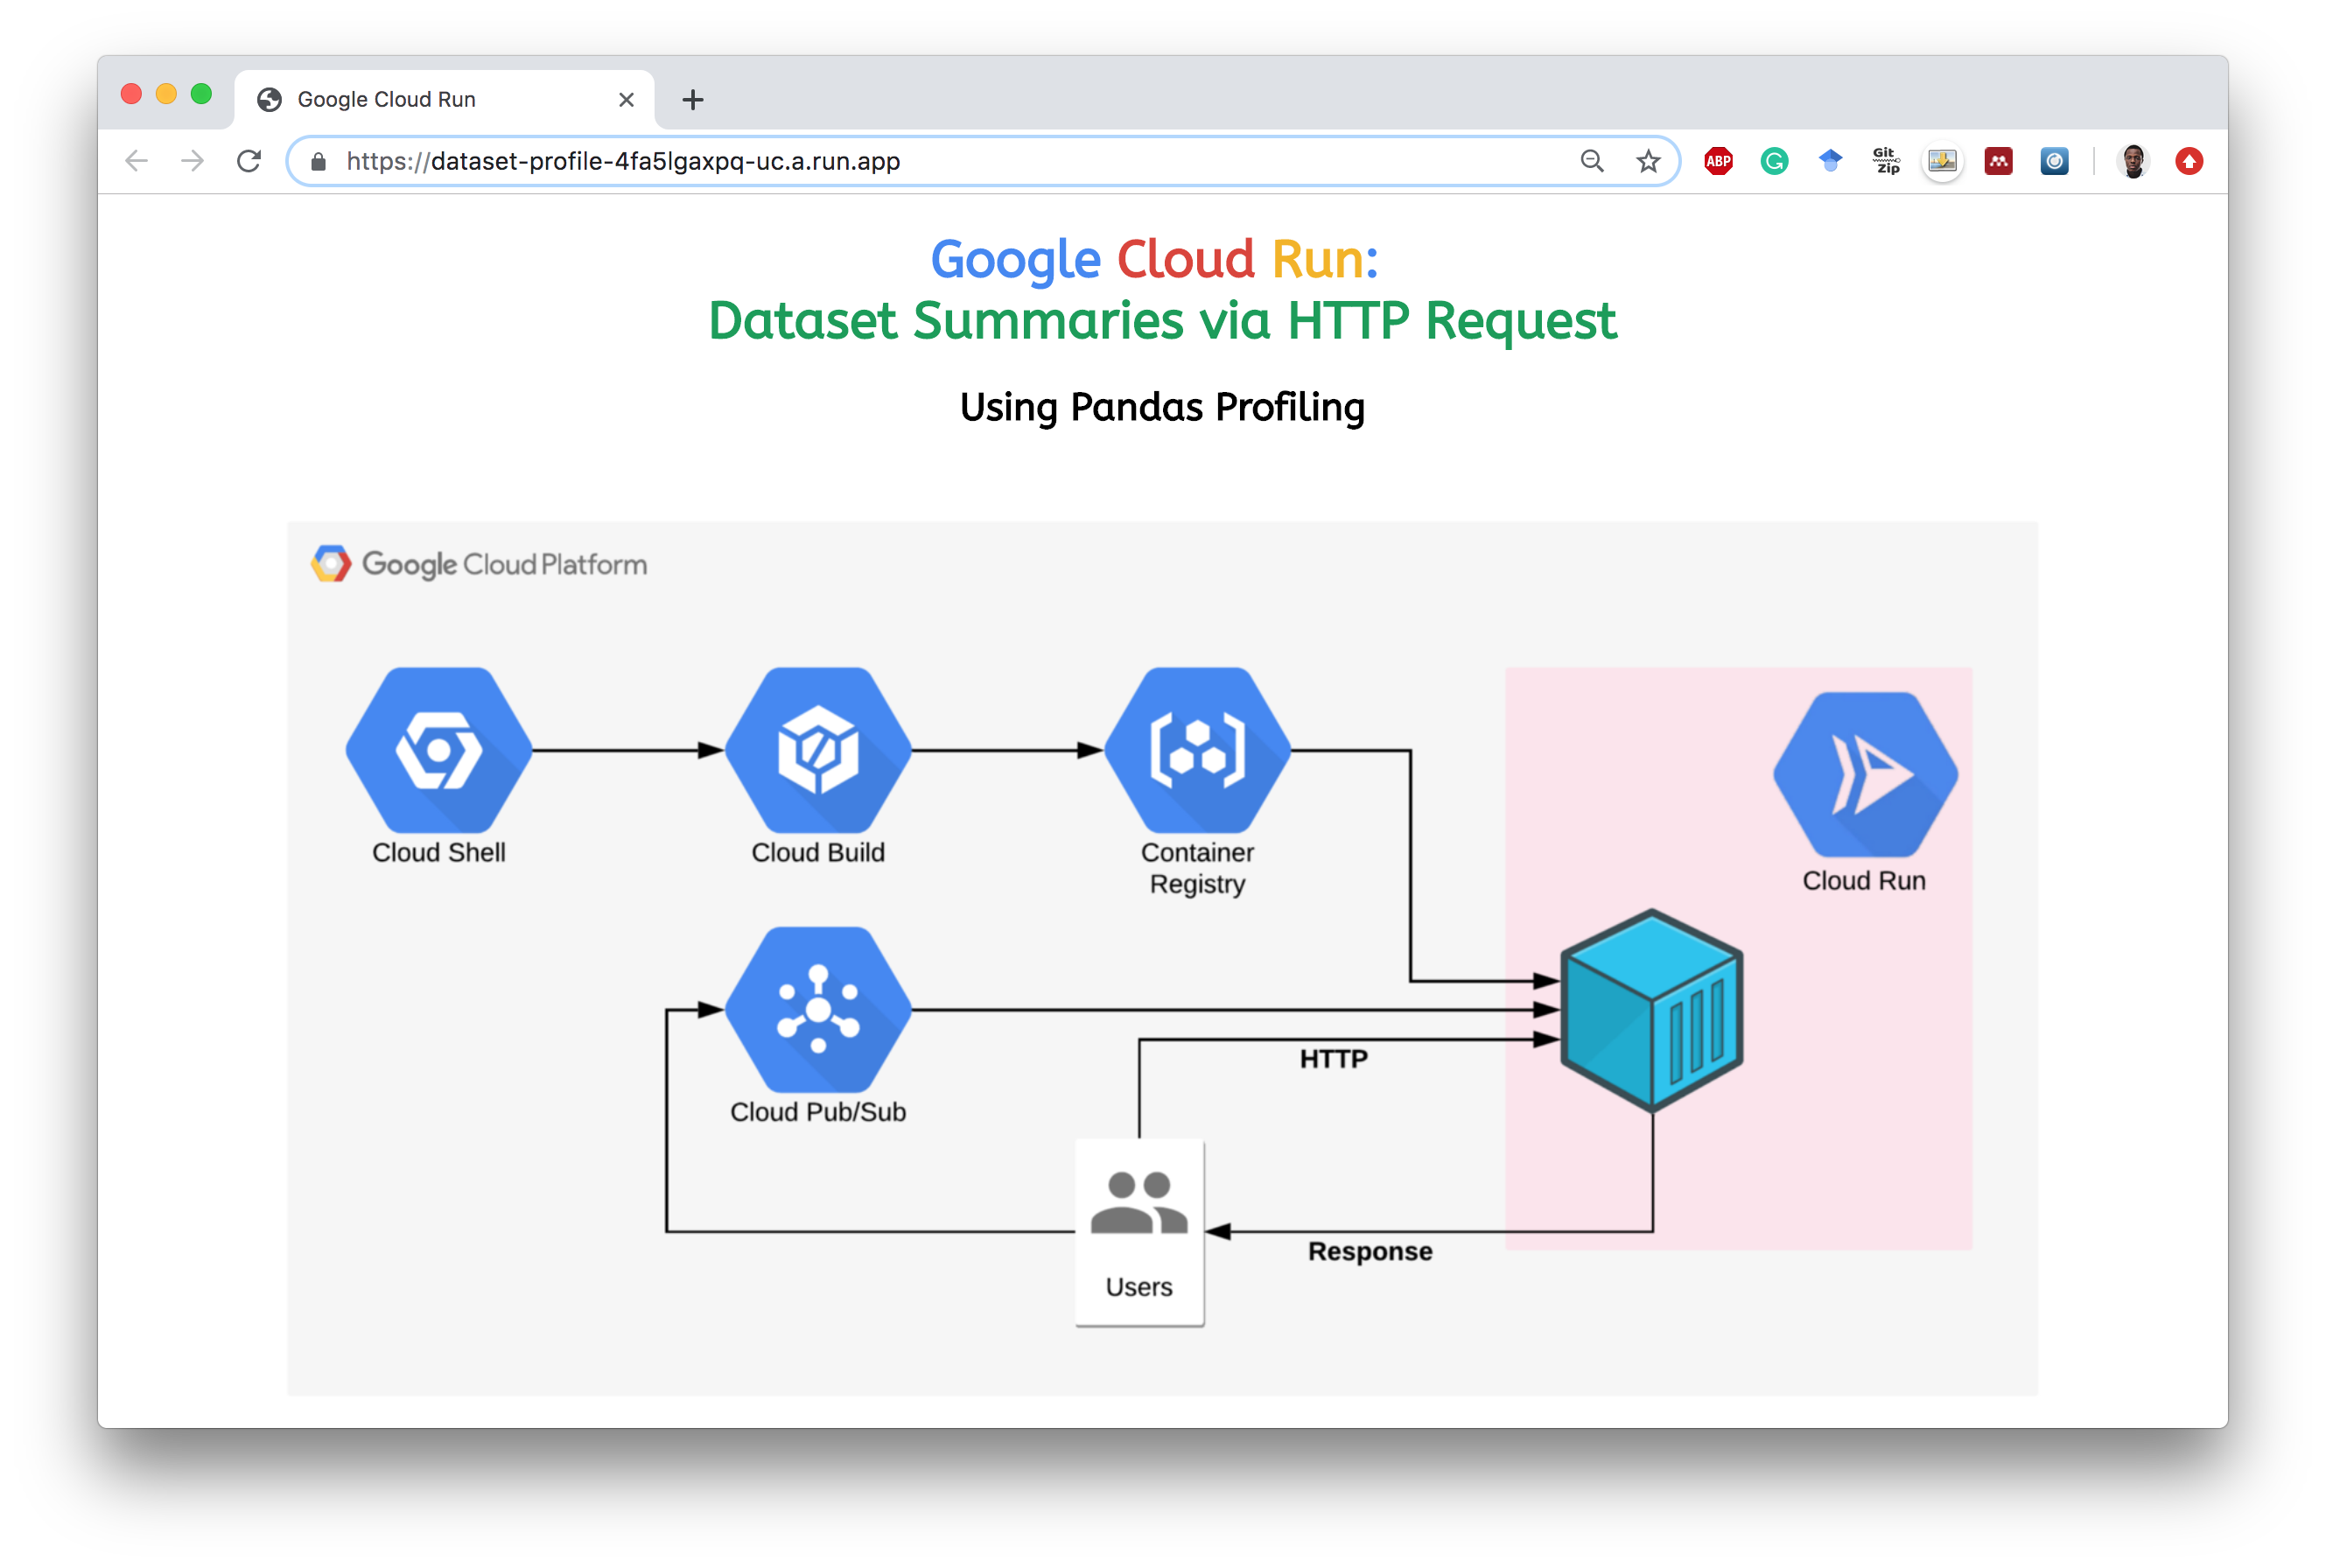 Google Cloud Run
https://dataset-profile-4fa5lgaxpq-uc.a.run.app
ABP
Git
Zip
Google Cloud Run:
Dataset Summaries via HTTP Request
Using Pandas Profiling
Google Cloud Platform
Cloud Shell
Cloud Build
Container
Registry
Cloud Run
HTTP
Cloud Pub/Sub
Response
Users